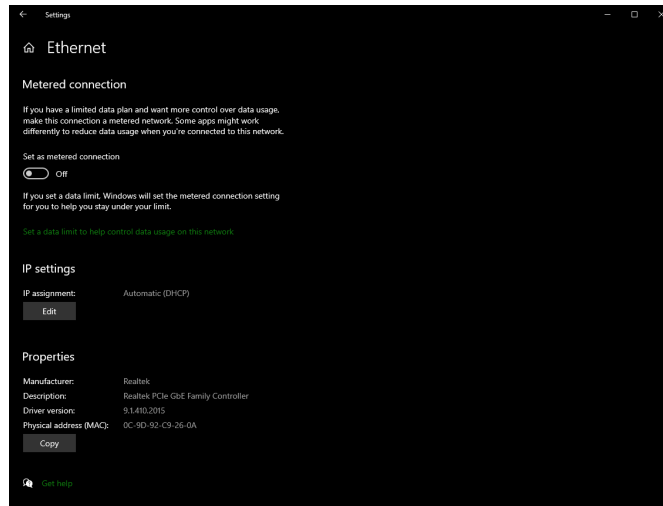 Settings
Ethernet
Metered connection
If you have a limited data plan and want more control over data usage,
make this connection a metered network. Some apps might work
differently to reduce data usage when you're connected to this network.
Set as metered connection
Off
If you set a data limit, Windows will set the metered connection setting
for you to help you stay under your limit.
Set a data limit to help control data usage on this network
IP settings
IP assignment: Automatic (DHCP)
Edit
Properties
Manufacturer: Realtek
Description: Realtek PCIe GbE Family Controller
Driver version: 9.1.410.2015
Physical address (MAC): 0C-9D-92-C9-26-0A
Copy
Get help